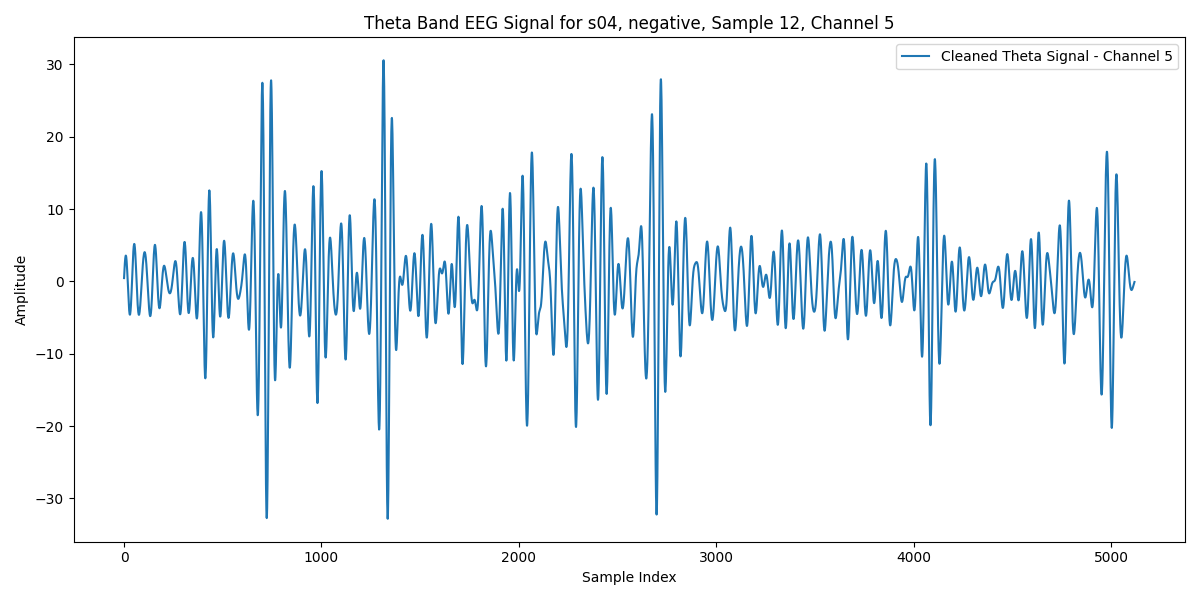 Theta Band EEG Signal for s04, negative, Sample 12, Channel 5
Cleaned Theta Signal - Channel 5
Amplitude
30
20
10
0
−10
−20
−30
0 1000 2000 3000 4000 5000
Sample Index